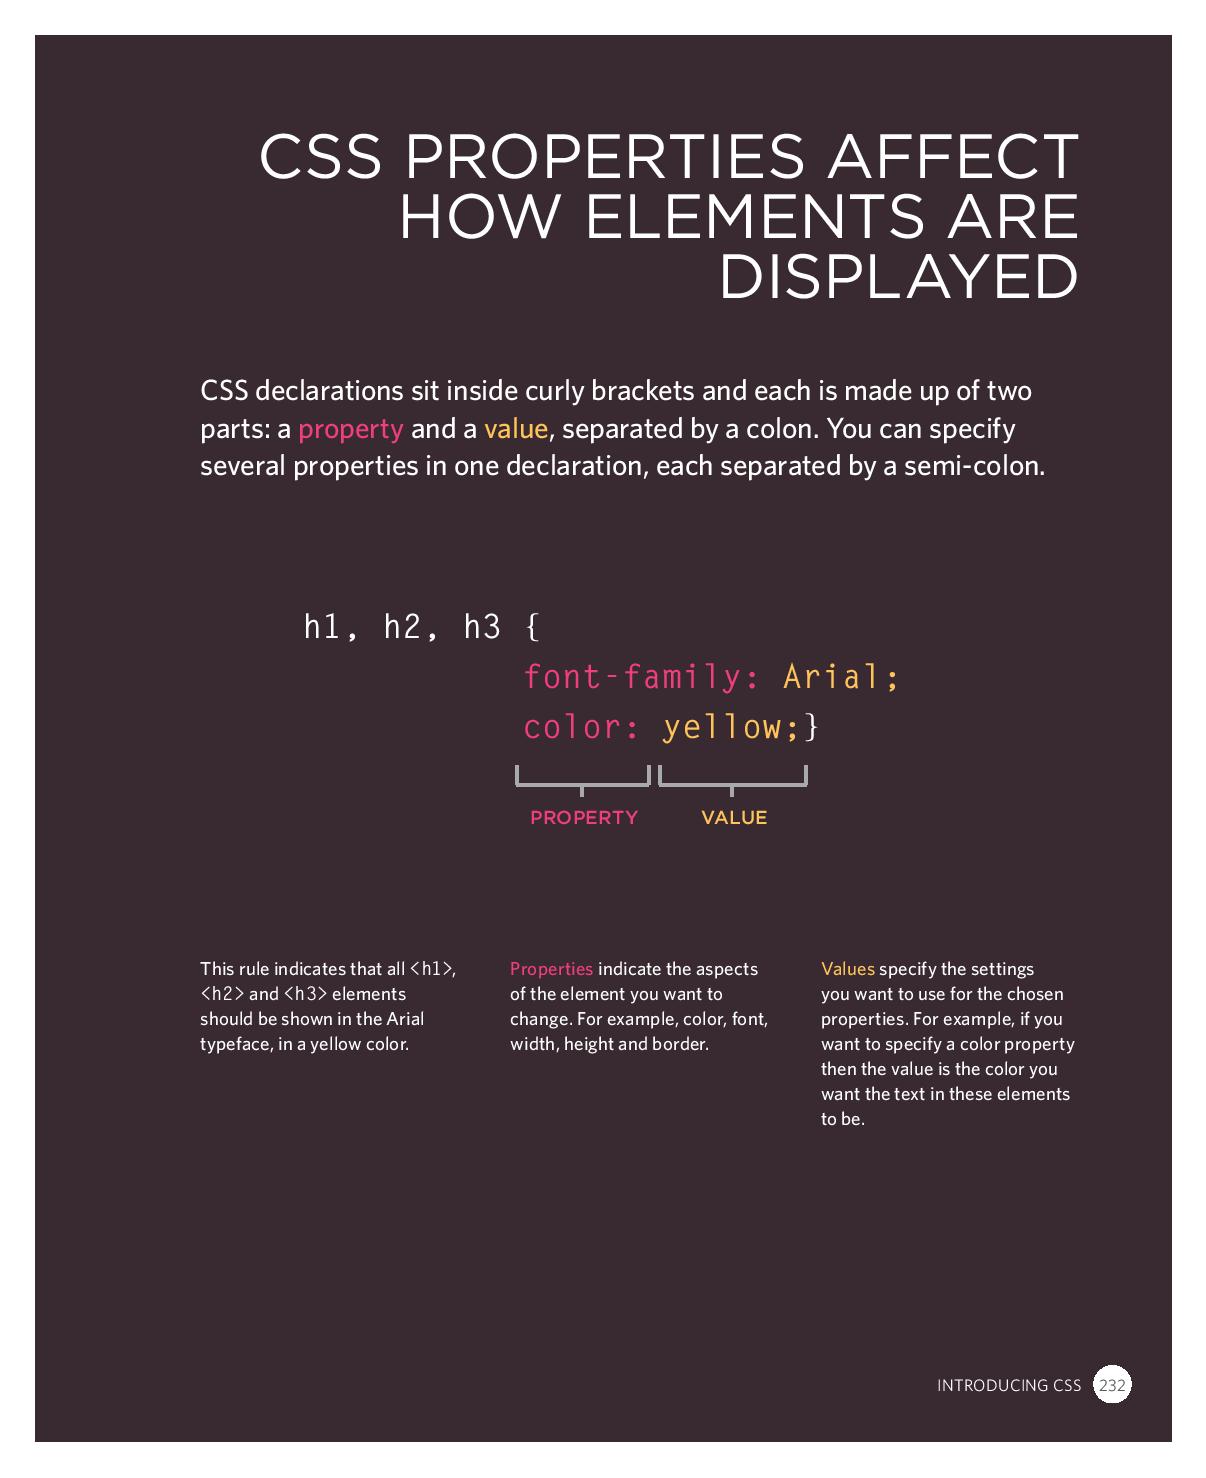 CSS PROPERTIES AFFECT
HOW ELEMENTS ARE
DISPLAYED
CSS declarations sit inside curly brackets and each is made up of two
parts: a property and a value, separated by a colon. You can specify
several properties in one declaration, each separated by a semi-colon.
h1, h2, h3 {
font-family: Arial;
color: yellow;}
PROPERTY VALUE
This rule indicates that all <h1>,
<h2> and <h3> elements
should be shown in the Arial
typeface, in a yellow color.
Properties indicate the aspects
of the element you want to
change. For example, color, font,
width, height and border.
Values specify the settings
you want to use for the chosen
properties. For example, if you
want to specify a color property
then the value is the color you
want the text in these elements
to be.
INTRODUCING CSS 232